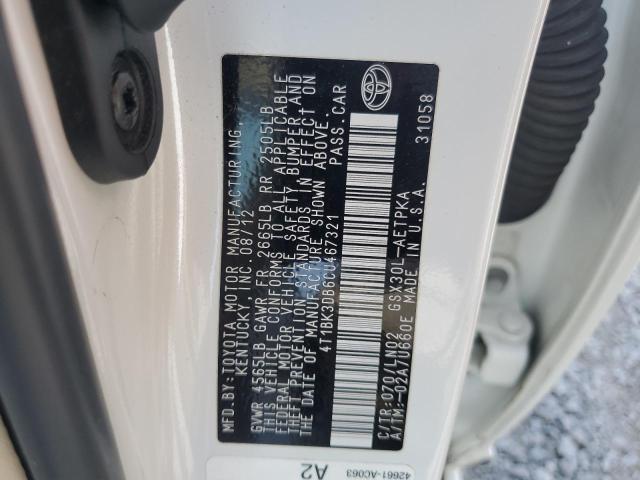 MFD.BY:TOYOTA MOTOR MANUFACTURING,
KENTUCKY, INC. 08/12
GVWR 4565LB GAWR FR 2665LB RR 2505LB
THIS VEHICLE CONFORMS TO ALL APPLICABLE
FEDERAL MOTOR VEHICLE SAFETY, BUMPER, AND
THEFT PREVENTION STANDARDS IN EFFECT ON
THE DATE OF MANUFACTURE SHOWN ABOVE.
4T1BK3DB6CU467321 PASS.CAR
C/TR:070/LN02 GSX30L-AETPKA
A/TM:-02A/U660E MADE IN U.S.A. 31058
42661-AC063
A2